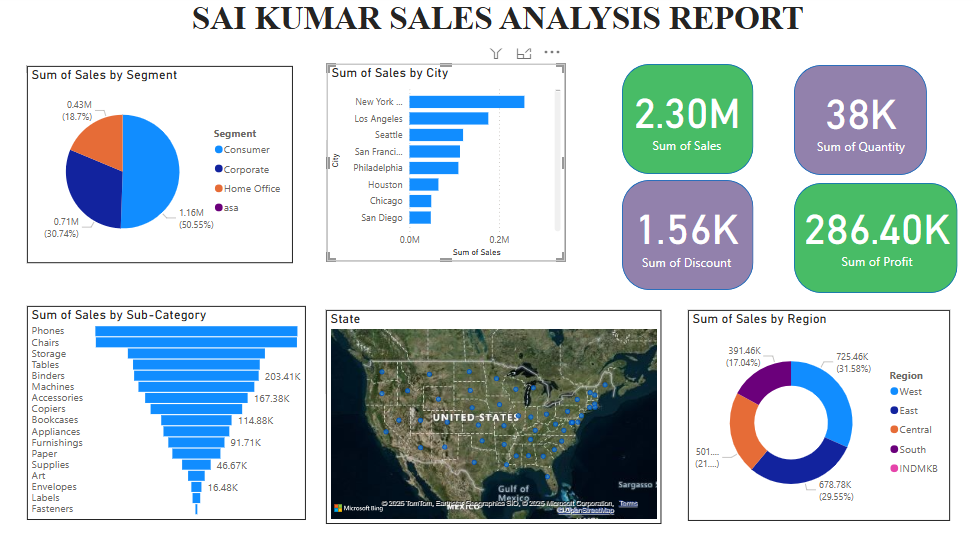 SAI KUMAR SALES ANALYSIS REPORT
Sum of Sales by Segment
0.43M
(18.7%)
0.71M
(30.74%)
1.16M
(50.55%)
Segment
Consumer
Corporate
Home Office
asa
Sum of Sales by City
City
New York ...
Los Angeles
Seattle
San Franci...
Philadelphia
Houston
Chicago
San Diego
0.0M 0.2M
Sum of Sales
2.30M
Sum of Sales
38K
Sum of Quantity
1.56K
Sum of Discount
286.40K
Sum of Profit
Sum of Sales by Sub-Category
Phones
Chairs
Storage
Tables
Binders 203.41K
Machines
Accessories 167.38K
Copiers
Bookcases 114.88K
Appliances
Furnishings 91.71K
Paper
Supplies 46.67K
Art
Envelopes 16.48K
Labels
Fasteners
State
UNITED STATES
Gulf of
Mexico
MEXICO
Sargasso
Microsoft Bing
© 2025 TomTom, Earthstar Geographics SIO, © 2025 Microsoft Corporation,
© OpenStreetMap
Terms
Sum of Sales by Region
391.46K
(17.04%)
725.46K
(31.58%)
501....
(21....)
678.78K
(29.55%)
Region
West
East
Central
South
INDMKB